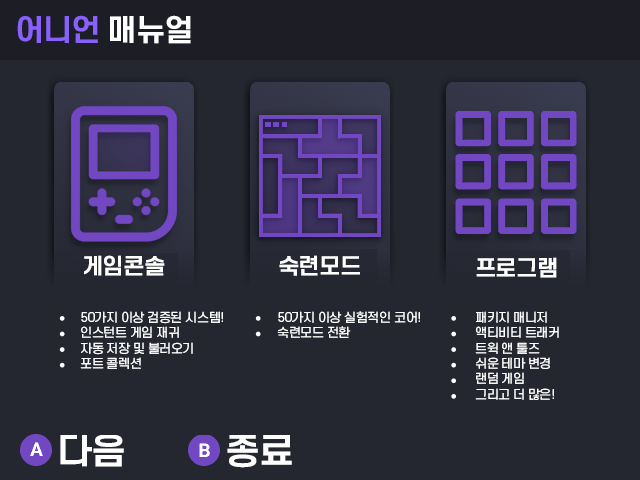 어니언 매뉴얼
게임콘솔
숙련모드
프로그램
• 50가지 이상 검증된 시스템!
• 인스턴트 게임 재귀
• 자동 저장 및 불러오기
• 포트 콜렉션
• 50가지 이상 실험적인 코어!
• 숙련모드 전환
• 패키지 매니저
• 액티비티 트래커
• 트윅 앤 툴즈
• 쉬운 테마 변경
• 랜덤 게임
• 그리고 더 많은!
A 다음
B 종료